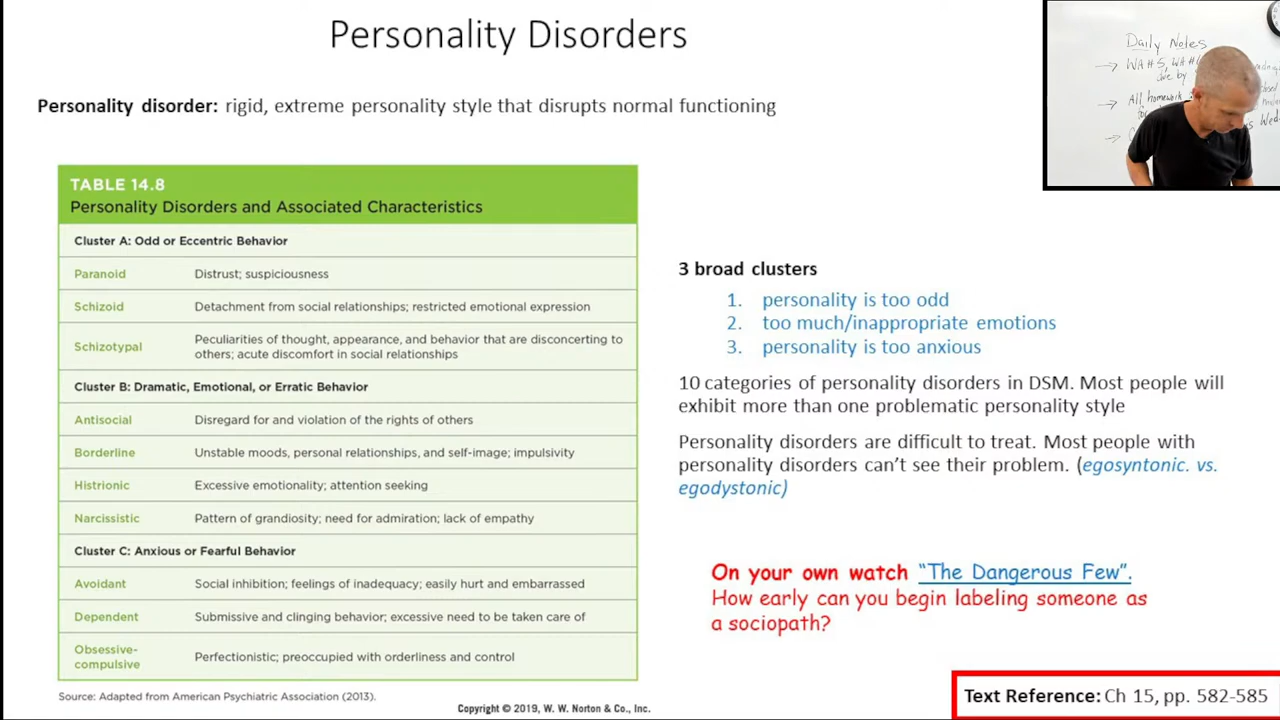 Personality Disorders
Personality disorder: rigid, extreme personality style that disrupts normal functioning
TABLE 14.8
Personality Disorders and Associated Characteristics
Cluster A: Odd or Eccentric Behavior
Paranoid Distrust; suspiciousness
Schizoid Detachment from social relationships; restricted emotional expression
Schizotypal Peculiarities of thought, appearance, and behavior that are disconcerting to
others; acute discomfort in social relationships
Cluster B: Dramatic, Emotional, or Erratic Behavior
Antisocial Disregard for and violation of the rights of others
Borderline Unstable moods, personal relationships, and self-image; impulsivity
Histrionic Excessive emotionality; attention seeking
Narcissistic Pattern of grandiosity; need for admiration; lack of empathy
Cluster C: Anxious or Fearful Behavior
Avoidant Social inhibition; feelings of inadequacy; easily hurt and embarrassed
Dependent Submissive and clinging behavior; excessive need to be taken care of
Obsessive-
compulsive Perfectionistic; preoccupied with orderliness and control
Source: Adapted from American Psychiatric Association (2013).
Copyright © 2019, W. W. Norton & Co., Inc.
3 broad clusters
1. personality is too odd
2. too much/inappropriate emotions
3. personality is too anxious
10 categories of personality disorders in DSM. Most people will
exhibit more than one problematic personality style
Personality disorders are difficult to treat. Most people with
personality disorders can't see their problem. (egosyntonic. vs.
egodystonic)
On your own watch "The Dangerous Few".
How early can you begin labeling someone as
a sociopath?
Text Reference: Ch 15, pp. 582-585
Daily Notes
WA#5, WA#
due by
All homework